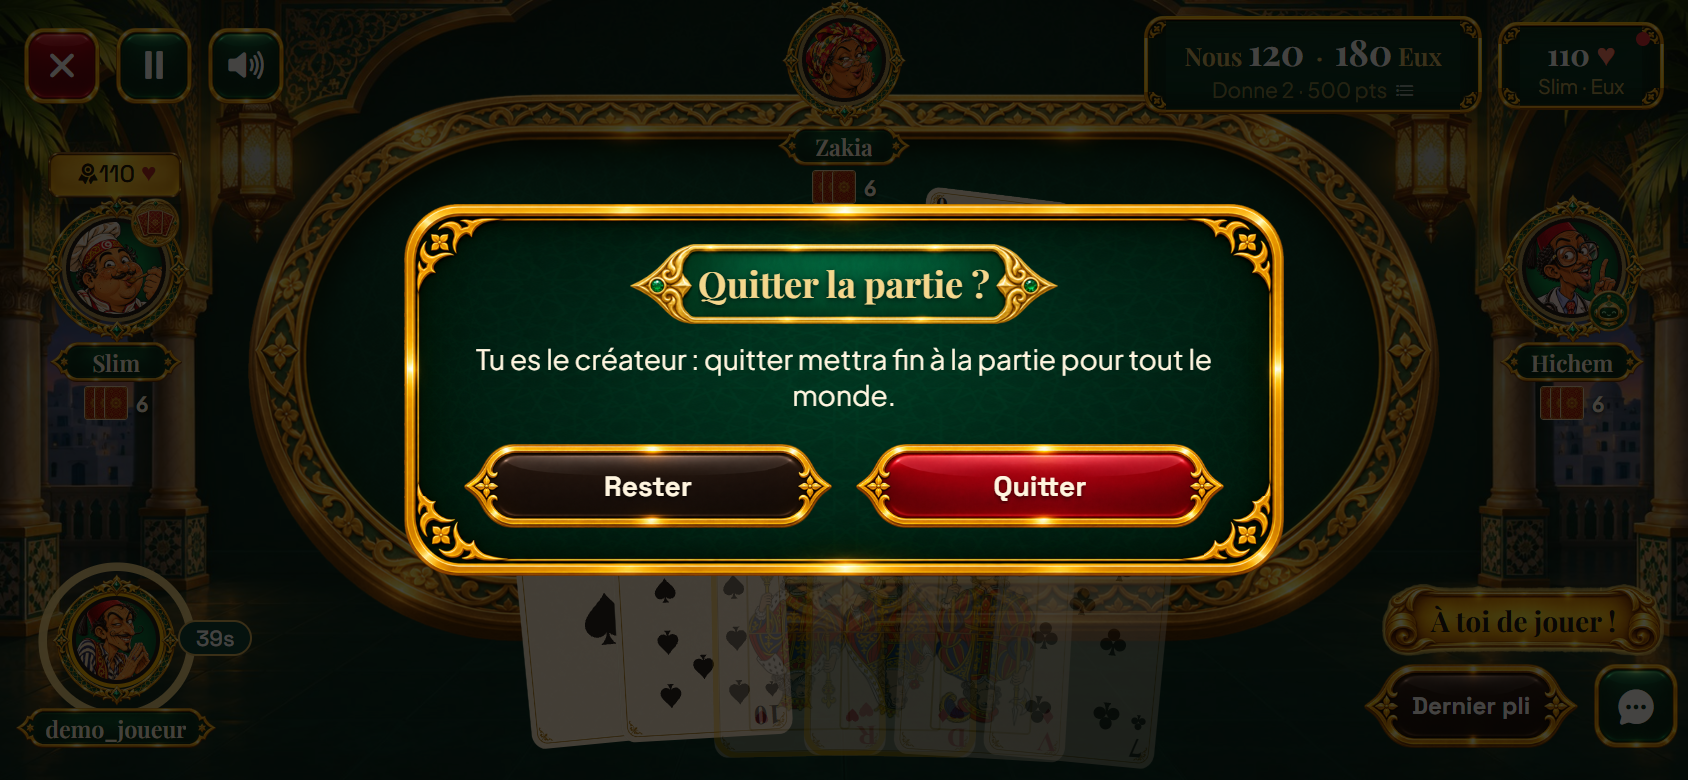 Nous 120 · 180 Eux
Donne 2 · 500 pts
110 ♥
Slim · Eux
Zakia
6
110 ♥
Slim
6
Hichem
6
Quitter la partie ?
Tu es le créateur : quitter mettra fin à la partie pour tout le
monde.
Rester
Quitter
39s
demo_joueur
10
R
D
V
7
À toi de jouer !
Dernier pli